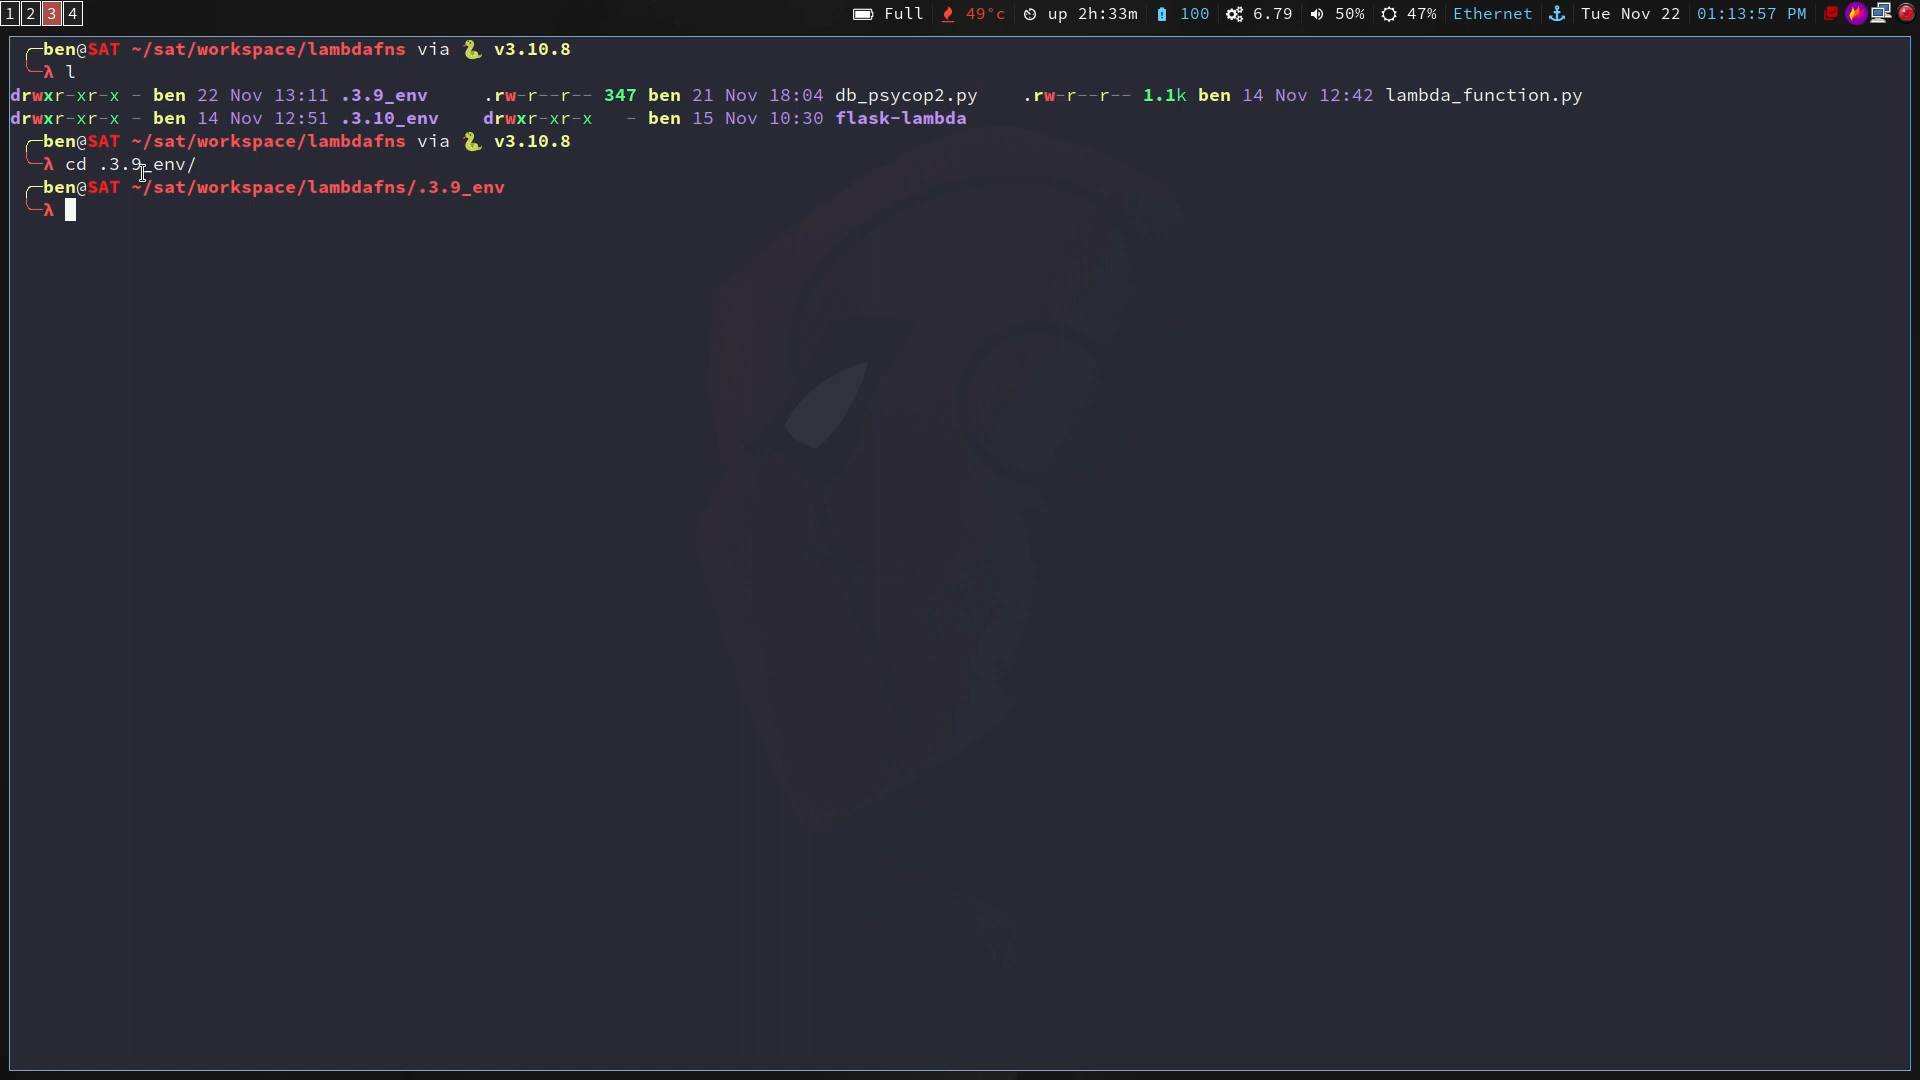 1 2 3 4 Full 49°c up 2h:33m 100 6.79 50% 47% Ethernet Tue Nov 22 01:13:57 PM
ben@SAT ~/sat/workspace/lambdafns via 🐍 v3.10.8
λ l
drwxr-xr-x - ben 22 Nov 13:11 .3.9_env .rw-r--r-- 347 ben 21 Nov 18:04 db_psycop2.py .rw-r--r-- 1.1k ben 14 Nov 12:42 lambda_function.py
drwxr-xr-x - ben 14 Nov 12:51 .3.10_env drwxr-xr-x - ben 15 Nov 10:30 flask-lambda
ben@SAT ~/sat/workspace/lambdafns via 🐍 v3.10.8
λ cd .3.9_env/
ben@SAT ~/sat/workspace/lambdafns/.3.9_env
λ